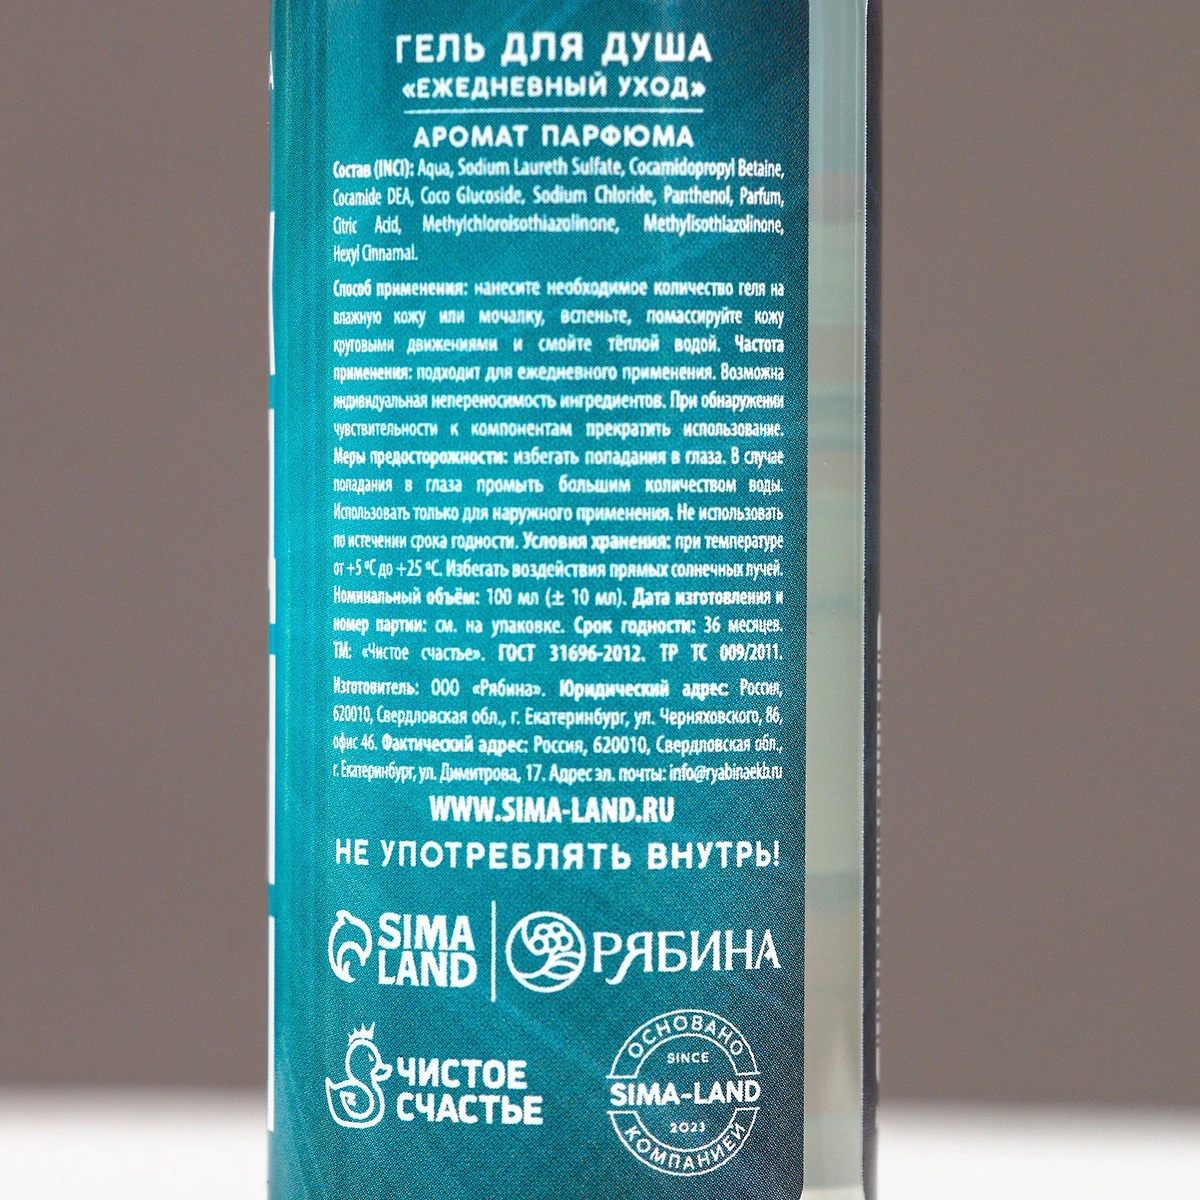 ГЕЛЬ ДЛЯ ДУША
«ЕЖЕДНЕВНЫЙ УХОД»
АРОМАТ ПАРФЮМА
Состав (INCI): Aqua, Sodium Laureth Sulfate, Cocamidopropyl Betaine,
Cocamide DEA, Coco Glucoside, Sodium Chloride, Panthenol, Parfum,
Citric Acid, Methylchloroisothiazolinone, Methylisothiazolinone,
Hexyl Cinnamal.
Способ применения: нанесите необходимое количество геля на
влажную кожу или мочалку, вспеньте, помассируйте кожу
круговыми движениями и смойте тёплой водой. Частота
применения: подходит для ежедневного применения. Возможна
индивидуальная непереносимость ингредиентов. При обнаружении
чувствительности к компонентам прекратить использование.
Меры предосторожности: избегать попадания в глаза. В случае
попадания в глаза промыть большим количеством воды.
Использовать только для наружного применения. Не использовать
по истечении срока годности. Условия хранения: при температуре
от +5 °С до +25 °С. Избегать воздействия прямых солнечных лучей.
Номинальный объём: 100 мл (± 10 мл). Дата изготовления и
номер партии: см. на упаковке. Срок годности: 36 месяцев.
ТМ: «Чистое счастье». ГОСТ 31696-2012. ТР ТС 009/2011.
Изготовитель: ООО «Рябина». Юридический адрес: Россия,
620010, Свердловская обл., г. Екатеринбург, ул. Черняховского, 86,
офис 46. Фактический адрес: Россия, 620010, Свердловская обл.,
г. Екатеринбург, ул. Димитрова, 17. Адрес эл. почты: info@ryabinaekb.ru
WWW.SIMA-LAND.RU
НЕ УПОТРЕБЛЯТЬ ВНУТРЬ!
SIMA
LAND
РЯБИНА
ЧИСТОЕ
СЧАСТЬЕ
ОСНОВАНО
SINCE
SIMA-LAND
2023
КОМПАНИЕЙ